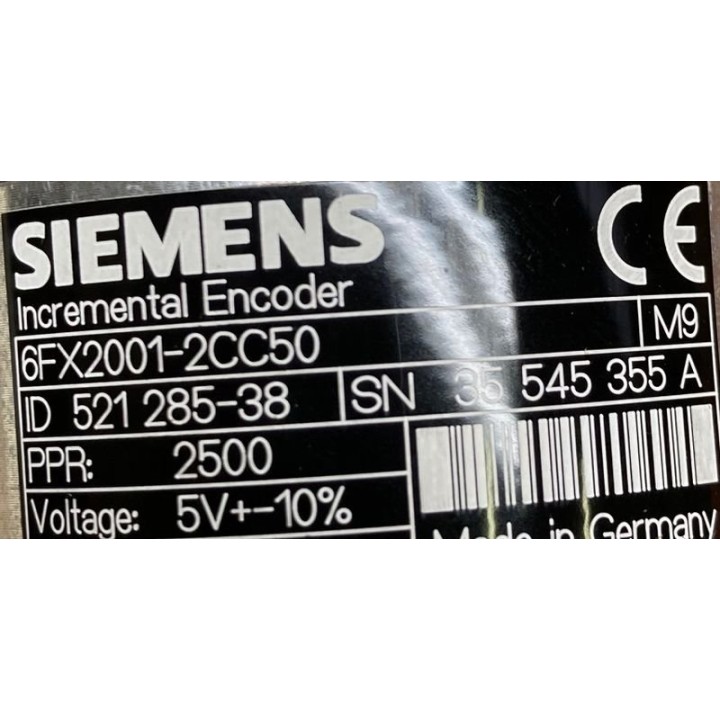 SIEMENS CE
Incremental Encoder
6FX2001-2CC50 M9
ID 521 285-38 SN 35 545 355 A
PPR: 2500
Voltage: 5V+-10%
Made in Germany